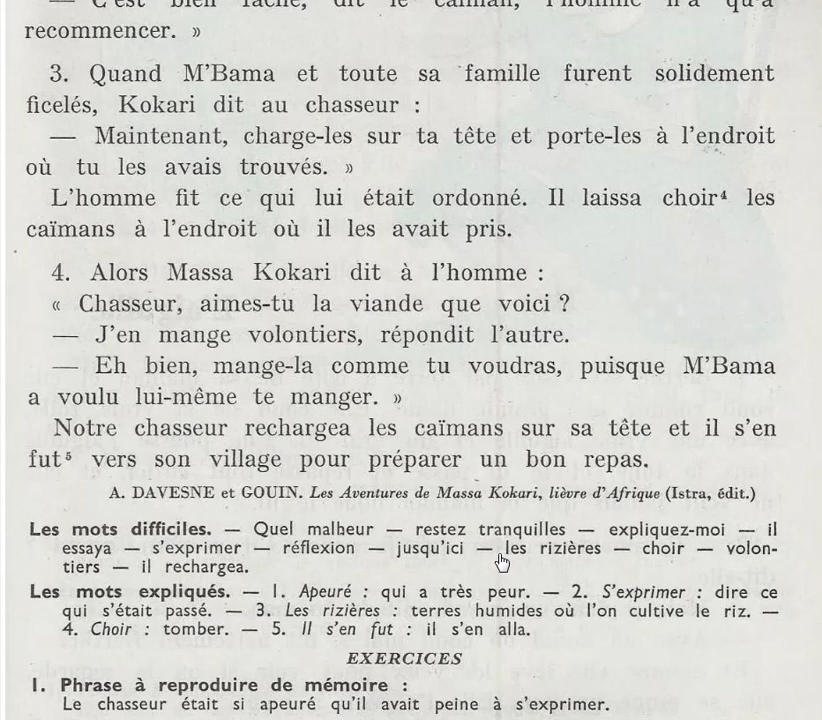 — C'est bien fâché, dit le caïman, l'homme n'a qu'à
recommencer. »
3. Quand M'Bama et toute sa famille furent solidement
ficelés, Kokari dit au chasseur :
— Maintenant, charge-les sur ta tête et porte-les à l'endroit
où tu les avais trouvés. »
L'homme fit ce qui lui était ordonné. Il laissa choir⁴ les
caïmans à l'endroit où il les avait pris.
4. Alors Massa Kokari dit à l'homme :
« Chasseur, aimes-tu la viande que voici ?
— J'en mange volontiers, répondit l'autre.
— Eh bien, mange-la comme tu voudras, puisque M'Bama
a voulu lui-même te manger. »
Notre chasseur rechargea les caïmans sur sa tête et il s'en
fut⁵ vers son village pour préparer un bon repas.
A. DAVESNE et GOUIN. Les Aventures de Massa Kokari, lièvre d'Afrique (Istra, édit.)
Les mots difficiles. — Quel malheur — restez tranquilles — expliquez-moi — il
essaya — s'exprimer — réflexion — jusqu'ici — les rizières — choir — volon-
tiers — il rechargea.
Les mots expliqués. — 1. Apeuré : qui a très peur. — 2. S'exprimer : dire ce
qui s'était passé. — 3. Les rizières : terres humides où l'on cultive le riz. —
4. Choir : tomber. — 5. Il s'en fut : il s'en alla.
EXERCICES
1. Phrase à reproduire de mémoire :
Le chasseur était si apeuré qu'il avait peine à s'exprimer.